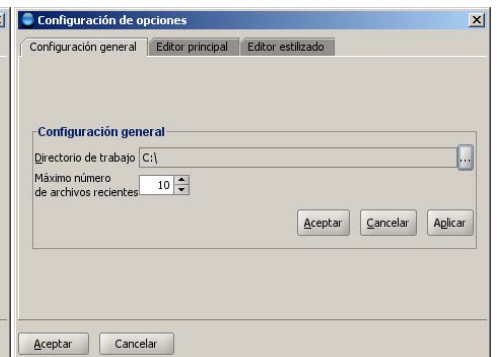 Configuración de opciones
Configuración general Editor principal Editor estilizado
Configuración general
Directorio de trabajo C:\ ...
Máximo número
de archivos recientes 10
Aceptar Cancelar Aplicar
Aceptar Cancelar